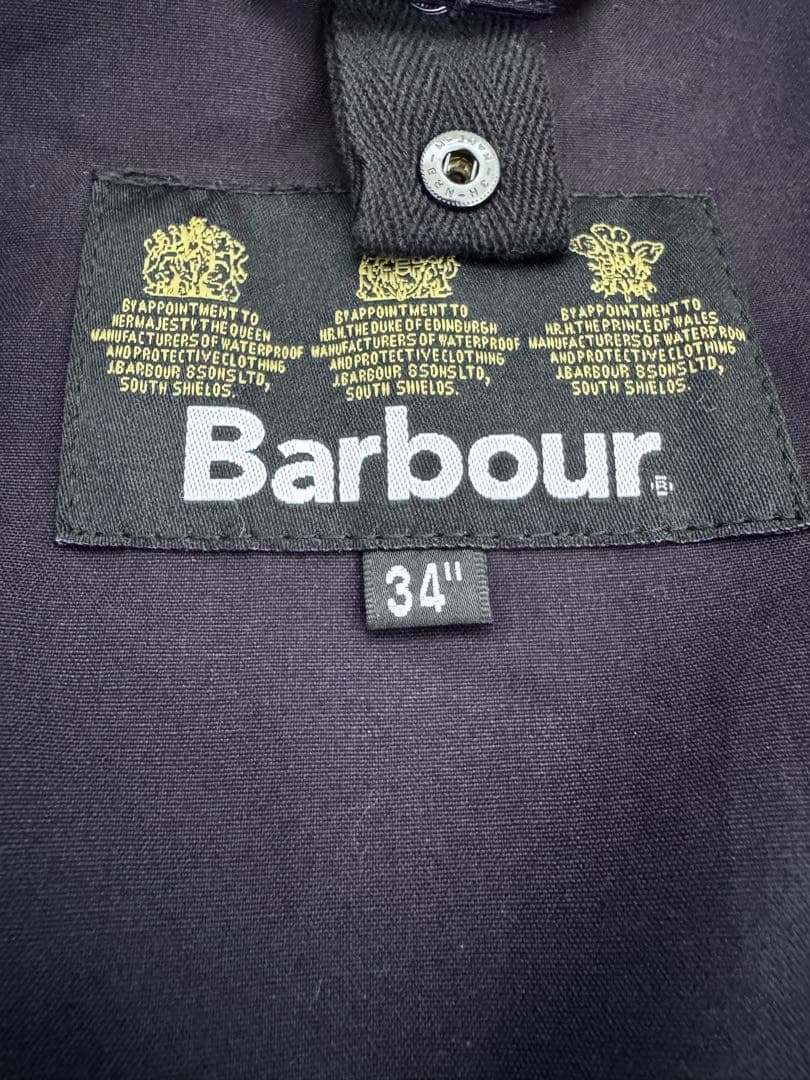 BY APPOINTMENT TO
HER MAJESTY THE QUEEN
MANUFACTURERS OF WATERPROOF
AND PROTECTIVE CLOTHING
J.BARBOUR & SONS LTD,
SOUTH SHIELDS.
BY APPOINTMENT TO
H.R.H. THE DUKE OF EDINBURGH
MANUFACTURERS OF WATERPROOF
AND PROTECTIVE CLOTHING
J.BARBOUR & SONS LTD,
SOUTH SHIELDS.
BY APPOINTMENT TO
H.R.H. THE PRINCE OF WALES
MANUFACTURERS OF WATERPROOF
AND PROTECTIVE CLOTHING
J.BARBOUR & SONS LTD,
SOUTH SHIELDS.
Barbour.
34"